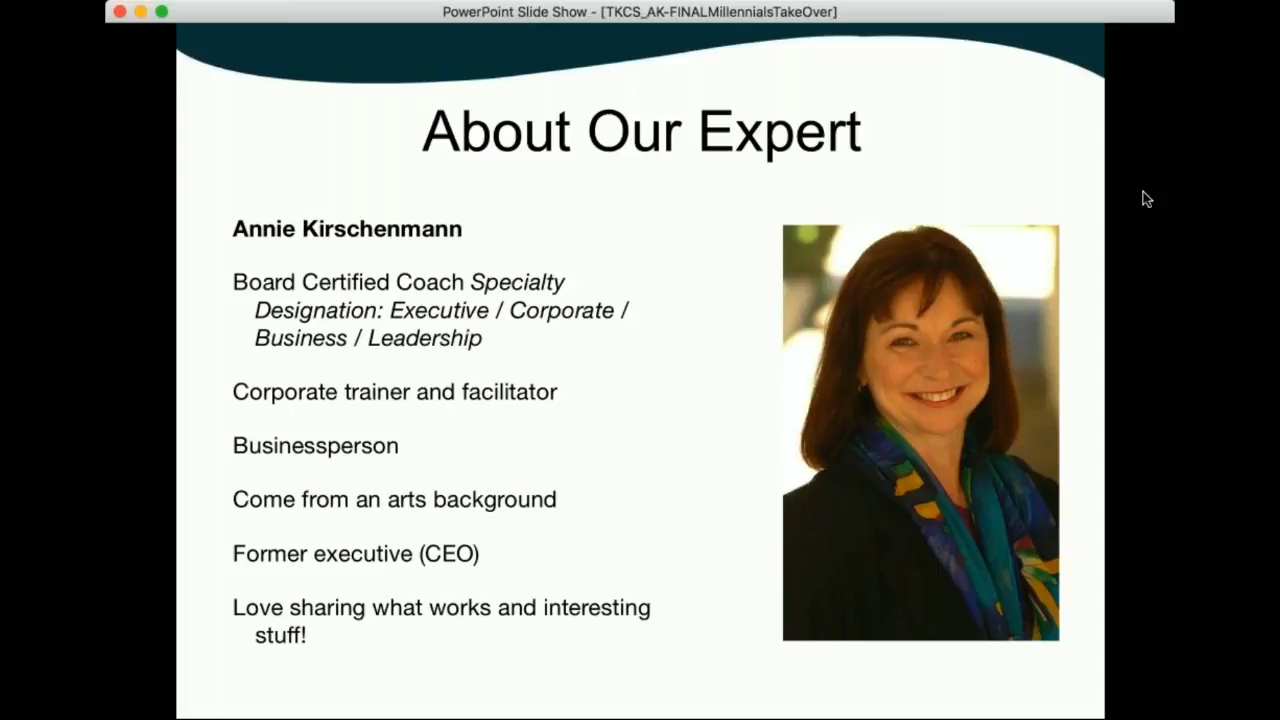 PowerPoint Slide Show - [TKCS_AK-FINALMillennialsTakeOver]
About Our Expert
Annie Kirschenmann
Board Certified Coach Specialty
Designation: Executive / Corporate /
Business / Leadership
Corporate trainer and facilitator
Businessperson
Come from an arts background
Former executive (CEO)
Love sharing what works and interesting
stuff!